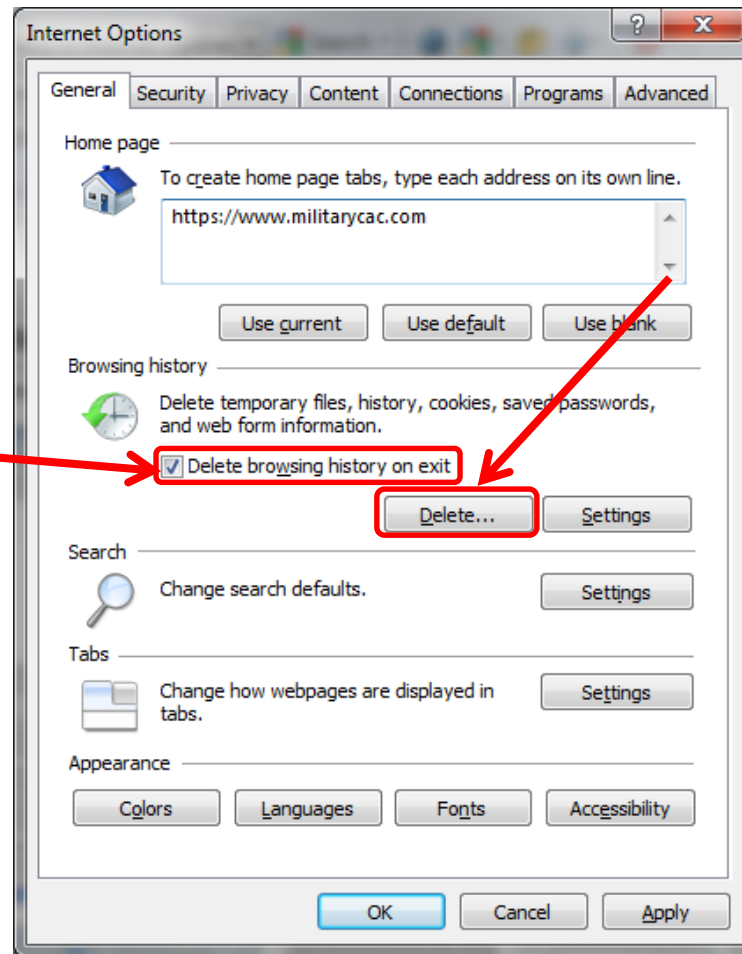 Internet Options
?
X
General Security Privacy Content Connections Programs Advanced
Home page
To create home page tabs, type each address on its own line.
https://www.militarycac.com
Use current Use default Use blank
Browsing history
Delete temporary files, history, cookies, saved passwords,
and web form information.
Delete browsing history on exit
Delete... Settings
Search
Change search defaults. Settings
Tabs
Change how webpages are displayed in Settings
tabs.
Appearance
Colors Languages Fonts Accessibility
OK Cancel Apply